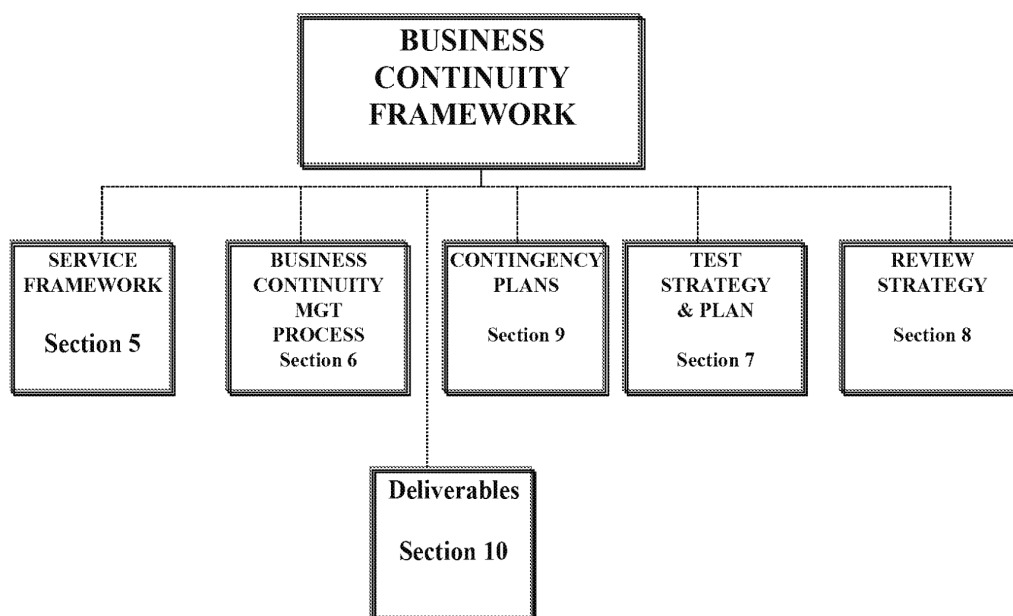 BUSINESS
CONTINUITY
FRAMEWORK
SERVICE
FRAMEWORK
Section 5
BUSINESS
CONTINUITY
MGT
PROCESS
Section 6
CONTINGENCY
PLANS
Section 9
TEST
STRATEGY
& PLAN
Section 7
REVIEW
STRATEGY
Section 8
Deliverables
Section 10